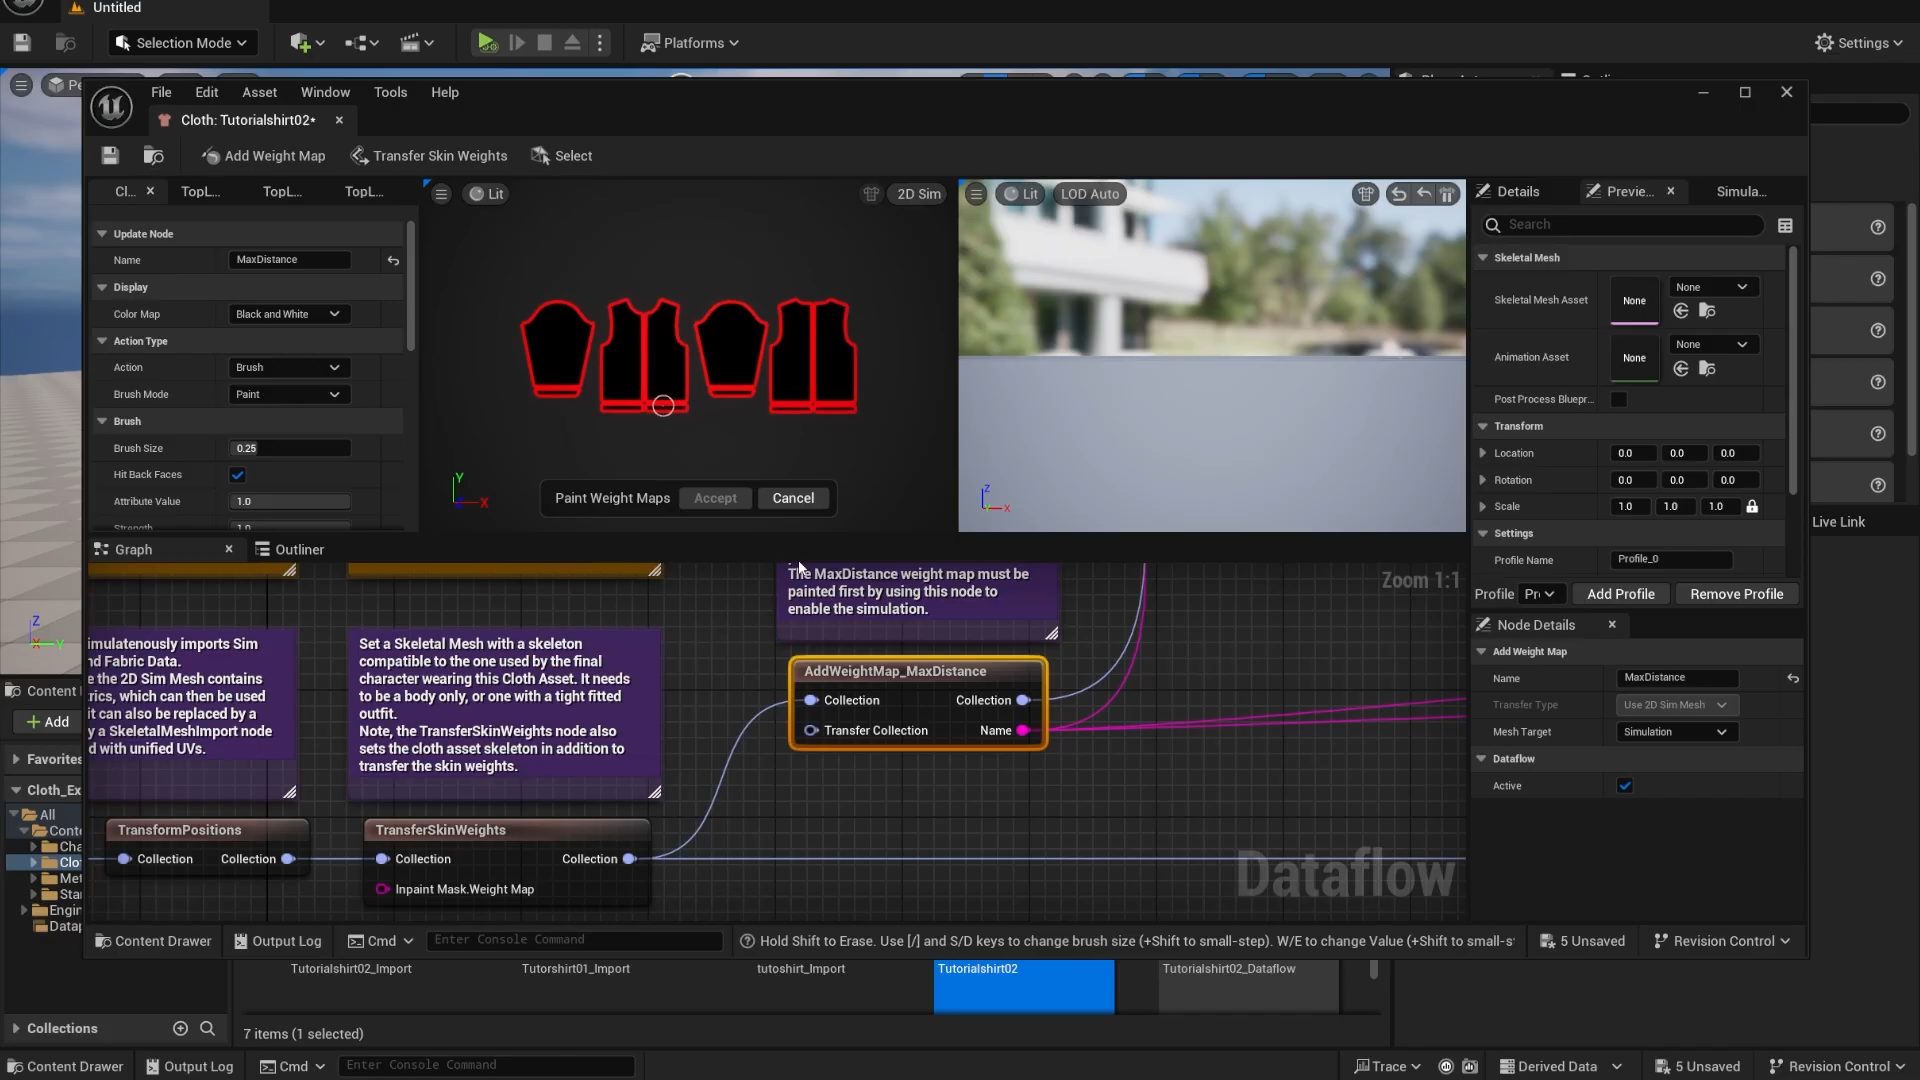 Untitled
Selection Mode
Platforms
Settings
Pe
File Edit Asset Window Tools Help
Cloth: Tutorialshirt02*
Add Weight Map Transfer Skin Weights Select
Cl... TopL... TopL... TopL...
Lit 2D Sim
Lit LOD Auto
Details Previe... Simula...
Search
Update Node
Name MaxDistance
Display
Color Map Black and White
Action Type
Action Brush
Brush Mode Paint
Brush
Brush Size 0.25
Hit Back Faces
Attribute Value 1.0
Strength 1.0
Y
X
Paint Weight Maps Accept Cancel
Z
X
Skeletal Mesh
Skeletal Mesh Asset None None
Animation Asset None None
Post Process Bluepr...
Transform
Location 0.0 0.0 0.0
Rotation 0.0 0.0 0.0
Scale 1.0 1.0 1.0
Settings
Profile Name Profile_0
Profile Pr Add Profile Remove Profile
Live Link
Graph Outliner
Zoom 1:1
The MaxDistance weight map must be
painted first by using this node to
enable the simulation.
imulatenously imports Sim
nd Fabric Data.
e the 2D Sim Mesh contains
rics, which can then be used
it can also be replaced by a
y a SkeletalMeshImport node
d with unified UVs.
Set a Skeletal Mesh with a skeleton
compatible to the one used by the final
character wearing this Cloth Asset. It needs
to be a body only, or one with a tight fitted
outfit.
Note, the TransferSkinWeights node also
sets the cloth asset skeleton in addition to
transfer the skin weights.
AddWeightMap_MaxDistance
Collection Collection
Transfer Collection Name
TransformPositions
Collection Collection
TransferSkinWeights
Collection Collection
Inpaint Mask.Weight Map
Dataflow
Node Details
Add Weight Map
Name MaxDistance
Transfer Type Use 2D Sim Mesh
Mesh Target Simulation
Dataflow
Active
Z
X Y
Content
Add
Favorites
Cloth_Ex
All
Conte
Cha
Clot
Met
Star
Engin
Datap
Collections
Content Drawer Output Log Cmd Enter Console Command
Hold Shift to Erase. Use [/] and S/D keys to change brush size (+Shift to small-step). W/E to change Value (+Shift to small-s
5 Unsaved Revision Control
Tutorialshirt02_Import Tutorshirt01_Import tutoshirt_Import Tutorialshirt02 Tutorialshirt02_Dataflow
7 items (1 selected)
Content Drawer Output Log Cmd Enter Console Command
Trace Derived Data 5 Unsaved Revision Control